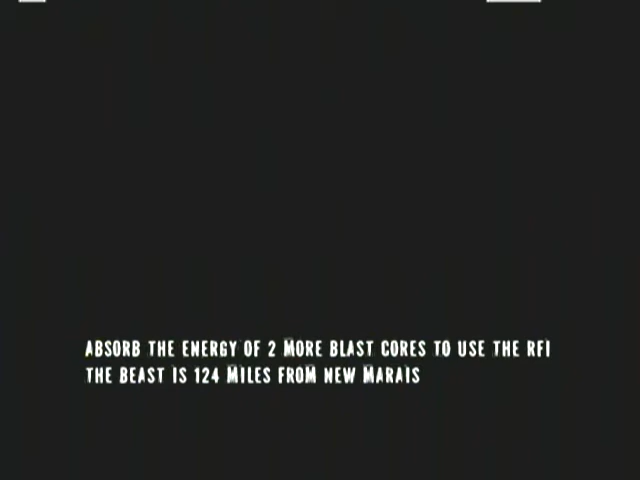 ABSORB THE ENERGY OF 2 MORE BLAST CORES TO USE THE RFI
THE BEAST IS 124 MILES FROM NEW MARAIS